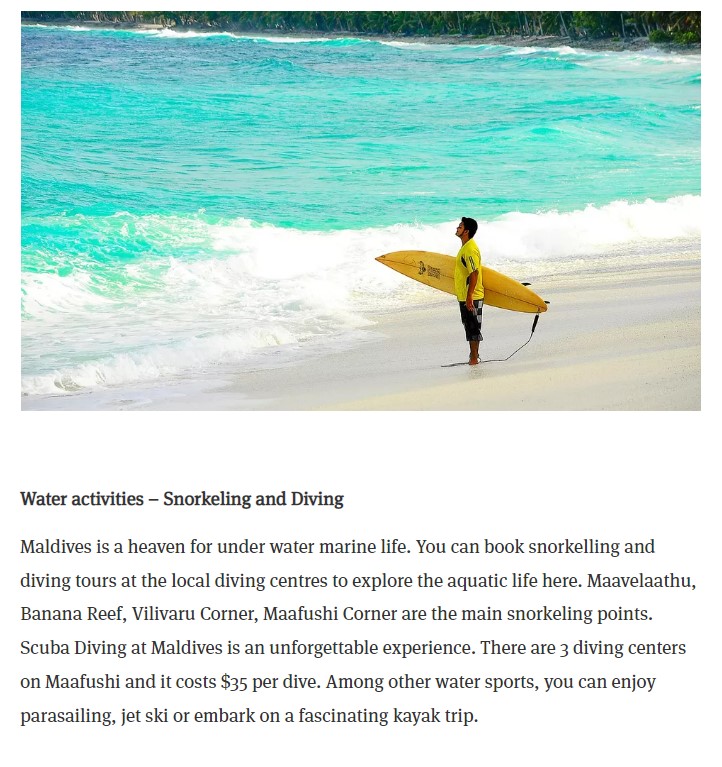 Water activities – Snorkeling and Diving
Maldives is a heaven for under water marine life. You can book snorkelling and
diving tours at the local diving centres to explore the aquatic life here. Maavelaathu,
Banana Reef, Vilivaru Corner, Maafushi Corner are the main snorkeling points.
Scuba Diving at Maldives is an unforgettable experience. There are 3 diving centers
on Maafushi and it costs $35 per dive. Among other water sports, you can enjoy
parasailing, jet ski or embark on a fascinating kayak trip.